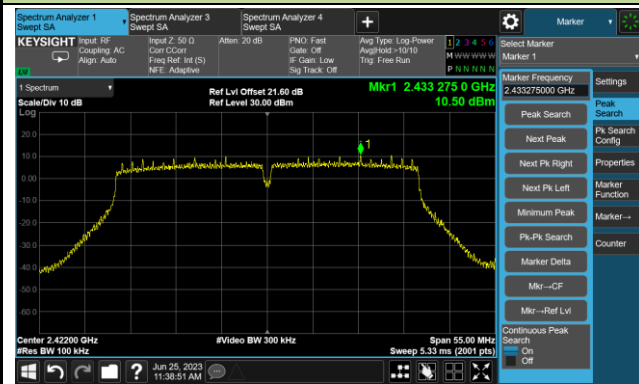 Spectrum Analyzer 1
Swept SA
Spectrum Analyzer 3
Swept SA
Spectrum Analyzer 4
Swept SA
Marker
KEYSIGHT
Input: RF
Coupling: AC
Align: Auto
Input Z: 50 Ω
Corr CCorr
Freq Ref: Int (S)
NFE: Adaptive
Atten: 20 dB
PNO: Fast
Gate: Off
IF Gain: Low
Sig Track: Off
Avg Type: Log-Power
Avg|Hold:>10/10
Trig: Free Run
1 2 3 4 5 6
M W W W W W
P N N N N N
Select Marker
Marker 1
1 Spectrum
Scale/Div 10 dB
Log
Ref Lvl Offset 21.60 dB
Ref Level 30.00 dBm
Mkr1 2.433 275 0 GHz
10.50 dBm
1
20.0
10.0
0.00
-10.0
-20.0
-30.0
-40.0
-50.0
-60.0
Center 2.42200 GHz
#Res BW 100 kHz
#Video BW 300 kHz
Span 55.00 MHz
Sweep 5.33 ms (2001 pts)
Marker Frequency
2.433275000 GHz
Peak Search
Next Peak
Next Pk Right
Next Pk Left
Minimum Peak
Pk-Pk Search
Marker Delta
Mkr→CF
Mkr→Ref Lvl
Continuous Peak
Search
On
Off
Settings
Peak
Search
Pk Search
Config
Properties
Marker
Function
Marker→
Counter
Jun 25, 2023
11:38:51 AM